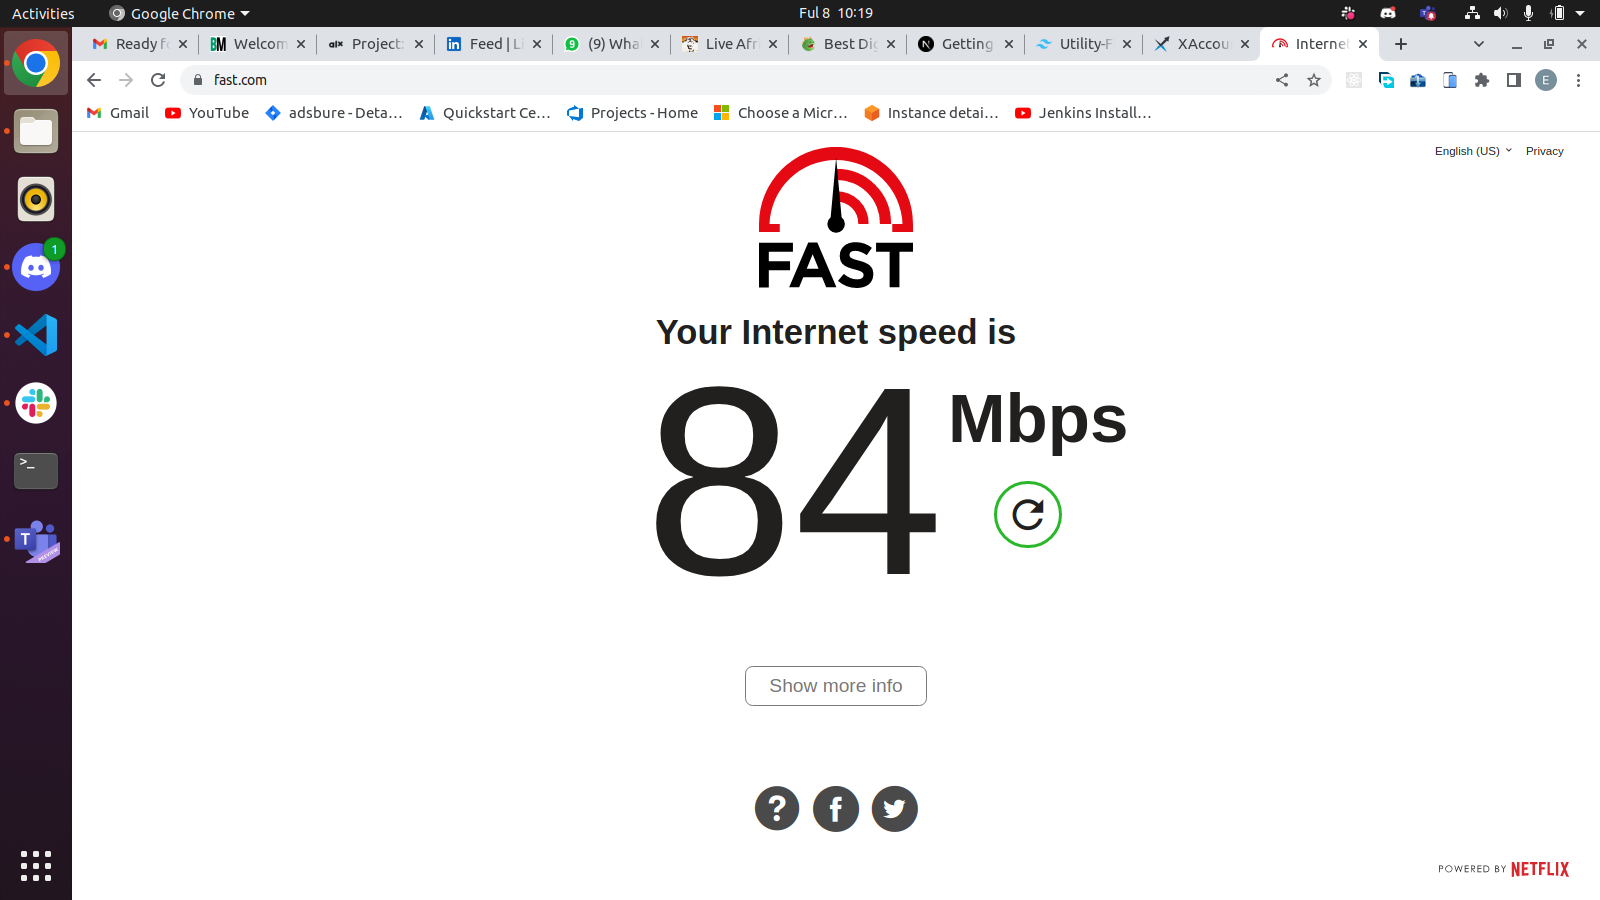 Activities
Google Chrome
Ful 8 10:19
Ready f
Welcom
Project
Feed | Li
(9) Wha
Live Afri
Best Dig
Getting
Utility-F
XAccou
Internet
fast.com
E
Gmail
YouTube
adsbure - Deta…
Quickstart Ce…
Projects - Home
Choose a Micr…
Instance detai…
Jenkins Install…
English (US)
Privacy
FAST
Your Internet speed is
84 Mbps
Show more info
POWERED BY NETFLIX